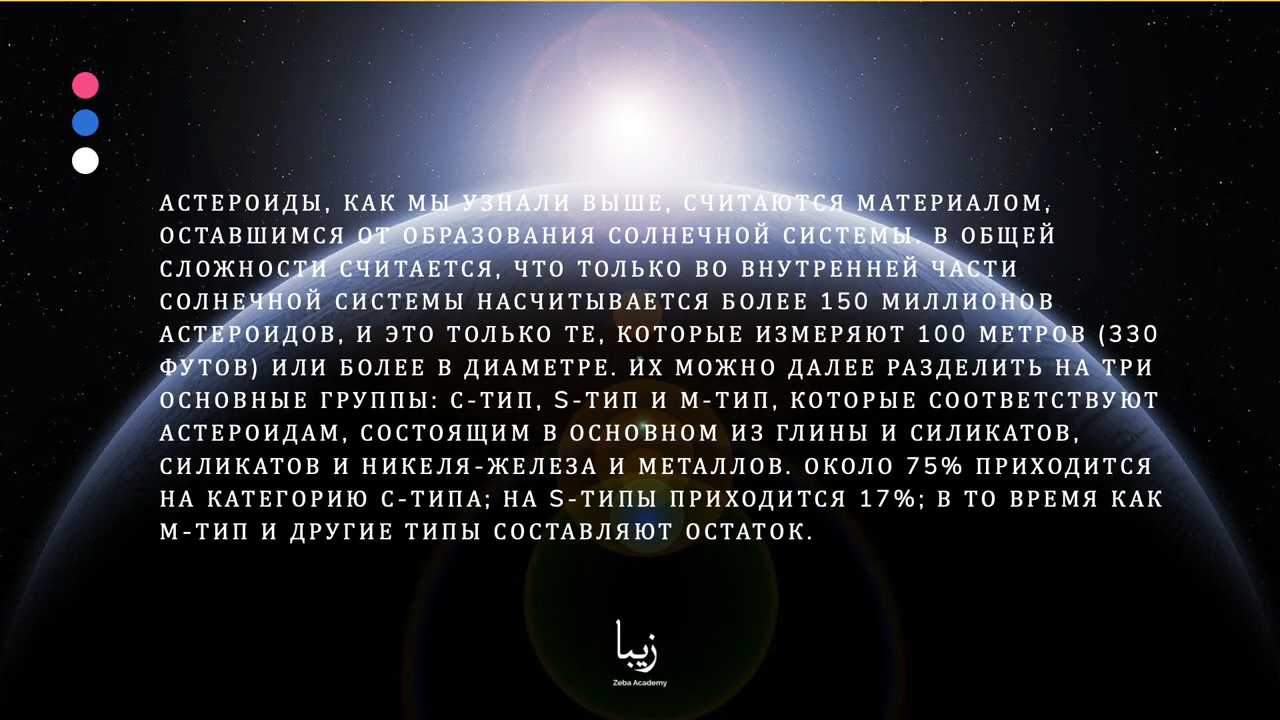 АСТЕРОИДЫ, КАК МЫ УЗНАЛИ ВЫШЕ, СЧИТАЮТСЯ МАТЕРИАЛОМ,
ОСТАВШИМСЯ ОТ ОБРАЗОВАНИЯ СОЛНЕЧНОЙ СИСТЕМЫ. В ОБЩЕЙ
СЛОЖНОСТИ СЧИТАЕТСЯ, ЧТО ТОЛЬКО ВО ВНУТРЕННЕЙ ЧАСТИ
СОЛНЕЧНОЙ СИСТЕМЫ НАСЧИТЫВАЕТСЯ БОЛЕЕ 150 МИЛЛИОНОВ
АСТЕРОИДОВ, И ЭТО ТОЛЬКО ТЕ, КОТОРЫЕ ИЗМЕРЯЮТ 100 МЕТРОВ (330
ФУТОВ) ИЛИ БОЛЕЕ В ДИАМЕТРЕ. ИХ МОЖНО ДАЛЕЕ РАЗДЕЛИТЬ НА ТРИ
ОСНОВНЫЕ ГРУППЫ: С-ТИП, S-ТИП И М-ТИП, КОТОРЫЕ СООТВЕТСТВУЮТ
АСТЕРОИДАМ, СОСТОЯЩИМ В ОСНОВНОМ ИЗ ГЛИНЫ И СИЛИКАТОВ,
СИЛИКАТОВ И НИКЕЛЯ-ЖЕЛЕЗА И МЕТАЛЛОВ. ОКОЛО 75% ПРИХОДИТСЯ
НА КАТЕГОРИЮ С-ТИПА; НА S-ТИПЫ ПРИХОДИТСЯ 17%; В ТО ВРЕМЯ КАК
М-ТИП И ДРУГИЕ ТИПЫ СОСТАВЛЯЮТ ОСТАТОК.
زیبا
Zeba Academy